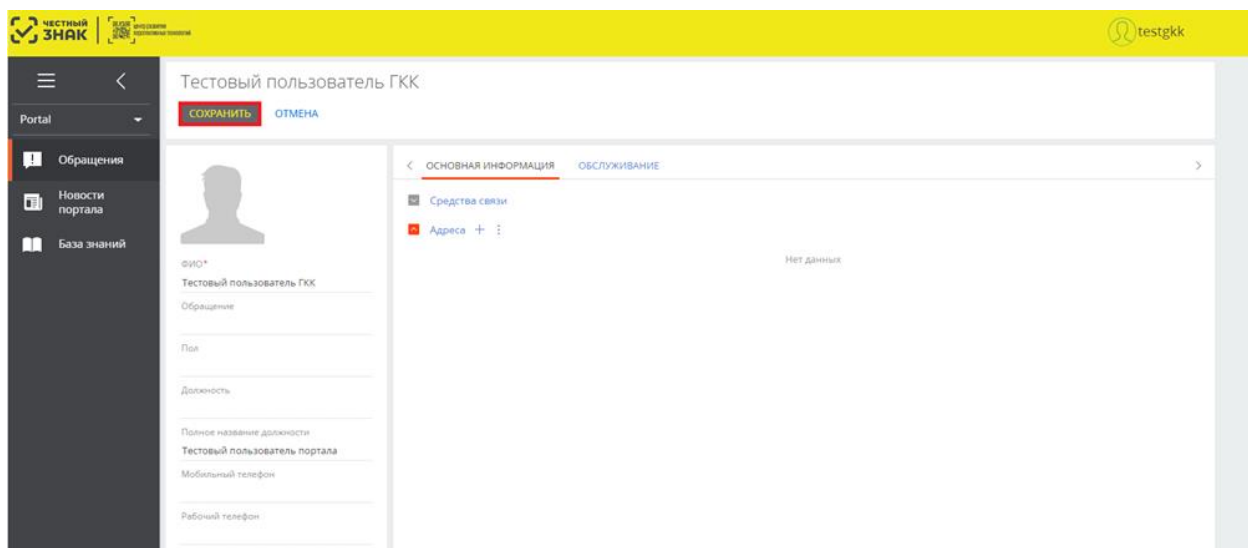 ЧЕСТНЫЙ
ЗНАК
testgkk
Portal
Обращения
Новости
портала
База знаний
Тестовый пользователь ГКК
СОХРАНИТЬ
ОТМЕНА
ОСНОВНАЯ ИНФОРМАЦИЯ
ОБСЛУЖИВАНИЕ
Средства связи
Адреса
Нет данных
ФИО*
Тестовый пользователь ГКК
Обращение
Пол
Должность
Полное название должности
Тестовый пользователь портала
Мобильный телефон
Рабочий телефон